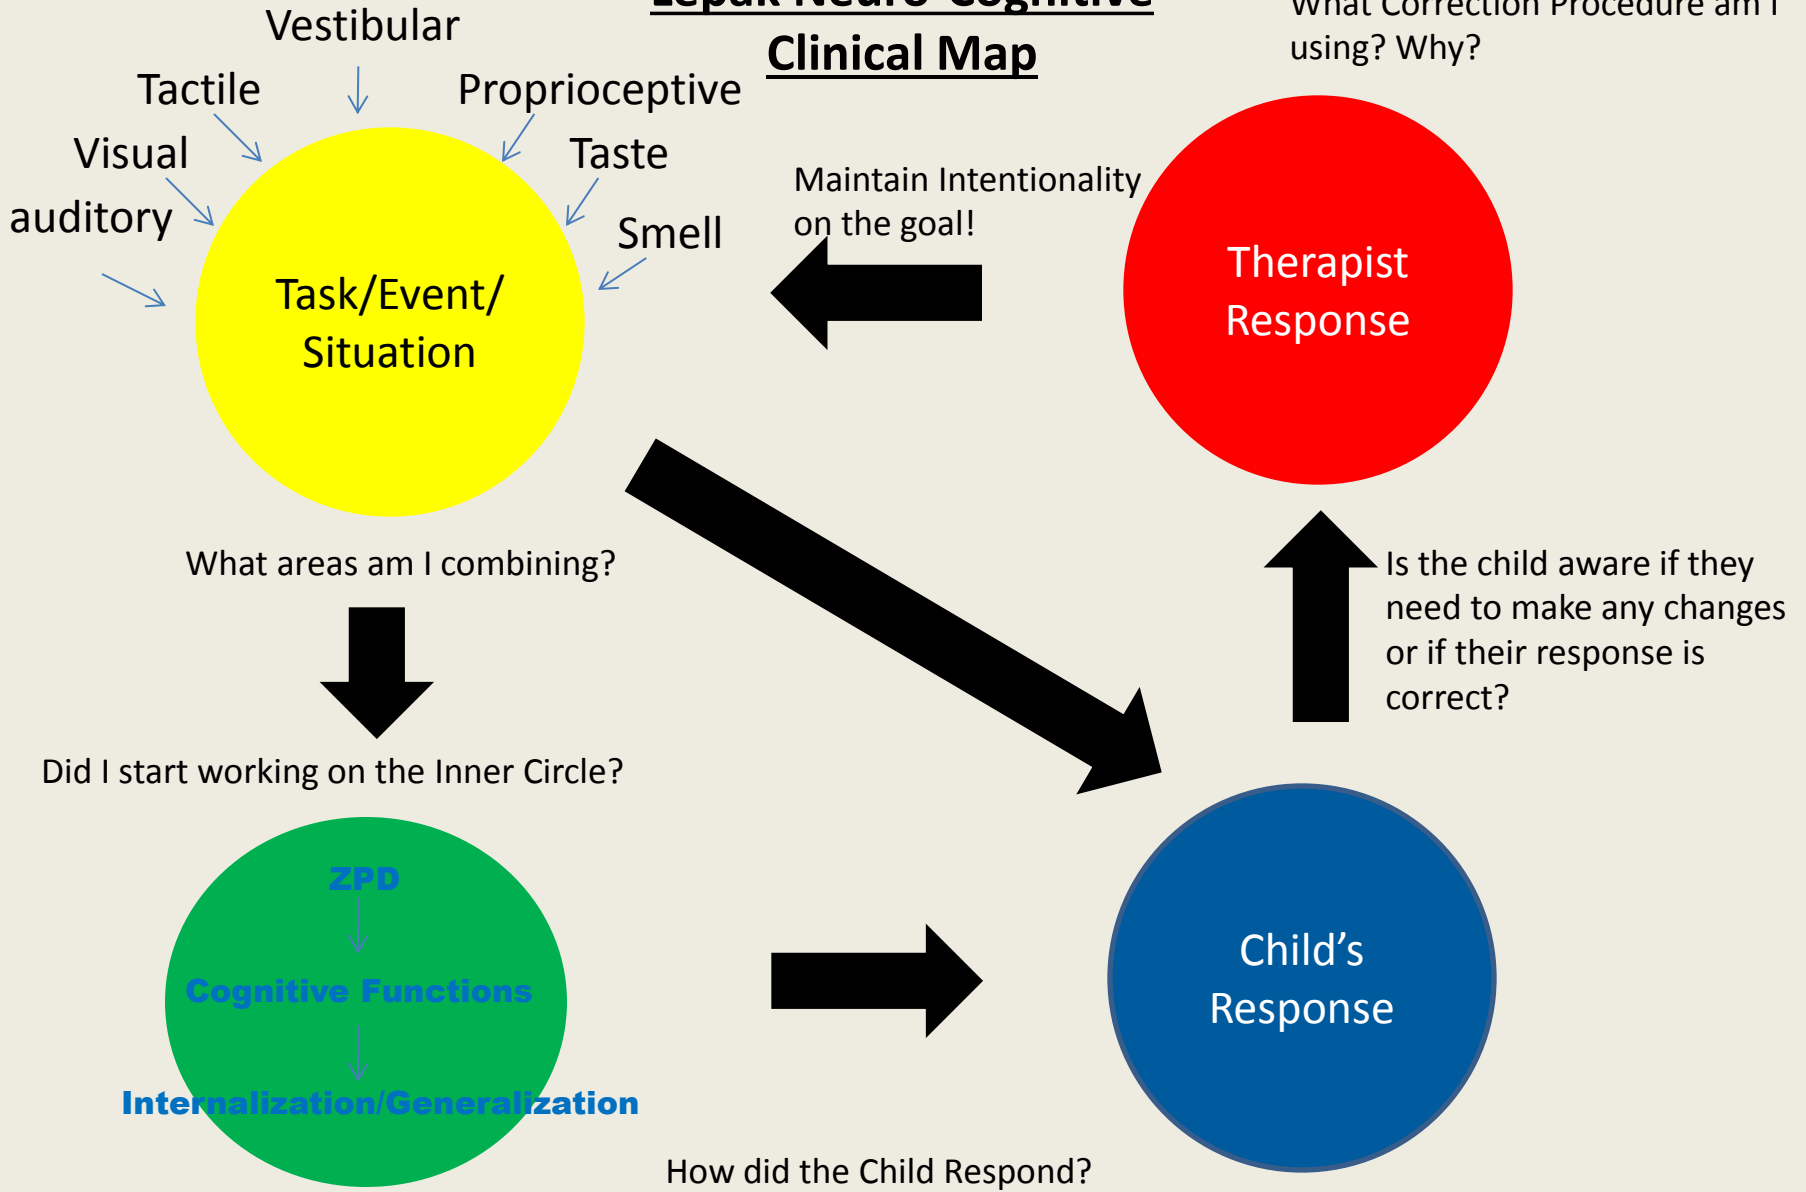 Lepak Neuro-Cognitive
Clinical Map
What Correction Procedure am I
using? Why?
Vestibular
Tactile
Proprioceptive
Visual
Taste
auditory
Smell
Task/Event/
Situation
Maintain Intentionality
on the goal!
Therapist
Response
What areas am I combining?
Is the child aware if they
need to make any changes
or if their response is
correct?
Did I start working on the Inner Circle?
ZPD
Cognitive Functions
Internalization/Generalization
Child’s
Response
How did the Child Respond?